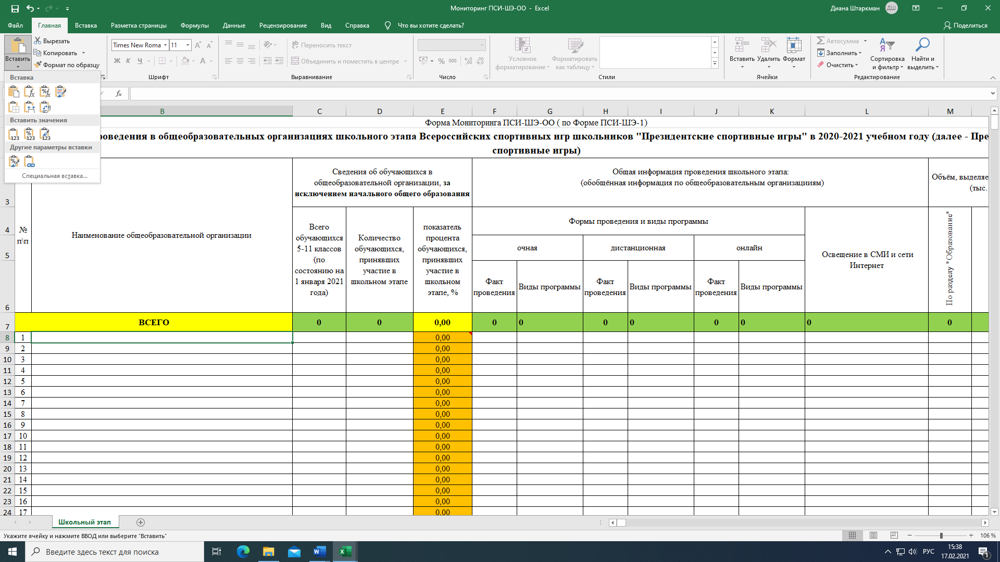 Мониторинг ПСИ-ШЭ-ОО - Excel
Диана Штаркман ДШ
Файл Главная Вставка Разметка страницы Формулы Данные Рецензирование Вид Справка Что вы хотите сделать? Поделиться
Вставить
Вырезать
Копировать
Формат по образцу
Times New Roma 11
Ж К Ч
Шрифт
Переносить текст
Объединить и поместить в центре
Выравнивание
% 000
Число
Условное форматирование
Форматировать как таблицу
Стили
Вставить Удалить Формат
Ячейки
Автосумма
Заполнить
Очистить
Сортировка и фильтр
Найти и выделить
Редактирование
Вставка
Вставить значения
123 123 123
Другие параметры вставки
Специальная вставка...
fx
B C D E F G H I J K L M
Форма Мониторинга ПСИ-ШЭ-ОО ( по Форме ПСИ-ШЭ-1)
роведения в общеобразовательных организациях школьного этапа Всероссийских спортивных игр школьников "Президентские спортивные игры" в 2020-2021 учебном году (далее - Пре
спортивные игры)
3
4
5
6
№
п\п
Наименование общеобразовательной организации
Сведения об обучающихся в
общеобразовательной организации, за
исключением начального общего образования
Всего
обучающихся
5-11 классов
(по
состоянию на
1 января 2021
года)
Количество
обучающихся,
принявших
участие в
школьном этапе
показатель
процента
обучающихся,
принявших
участие в
школьном
этапе, %
Общая информация проведения школьного этапа:
(обобщённая информация по общеобразовательным организацииям)
Формы проведения и виды программы
очная дистанционная онлайн
Факт
проведения
Виды программы
Факт
проведения
Виды программы
Факт
проведения
Виды программы
Освещение в СМИ и сети
Интернет
Объём, выделяе
(тыс.
По разделу "Образование"
7 ВСЕГО 0 0 0,00 0 0 0 0 0 0 0 0
8 1 0,00
9 2 0,00
10 3 0,00
11 4 0,00
12 5 0,00
13 6 0,00
14 7 0,00
15 8 0,00
16 9 0,00
17 10 0,00
18 11 0,00
19 12 0,00
20 13 0,00
21 14 0,00
22 15 0,00
23 16 0,00
24 17 0,00
Школьный этап
Укажите ячейку и нажмите ВВОД или выберите "Вставить"
106 %
Введите здесь текст для поиска
РУС
15:38
17.02.2021
1